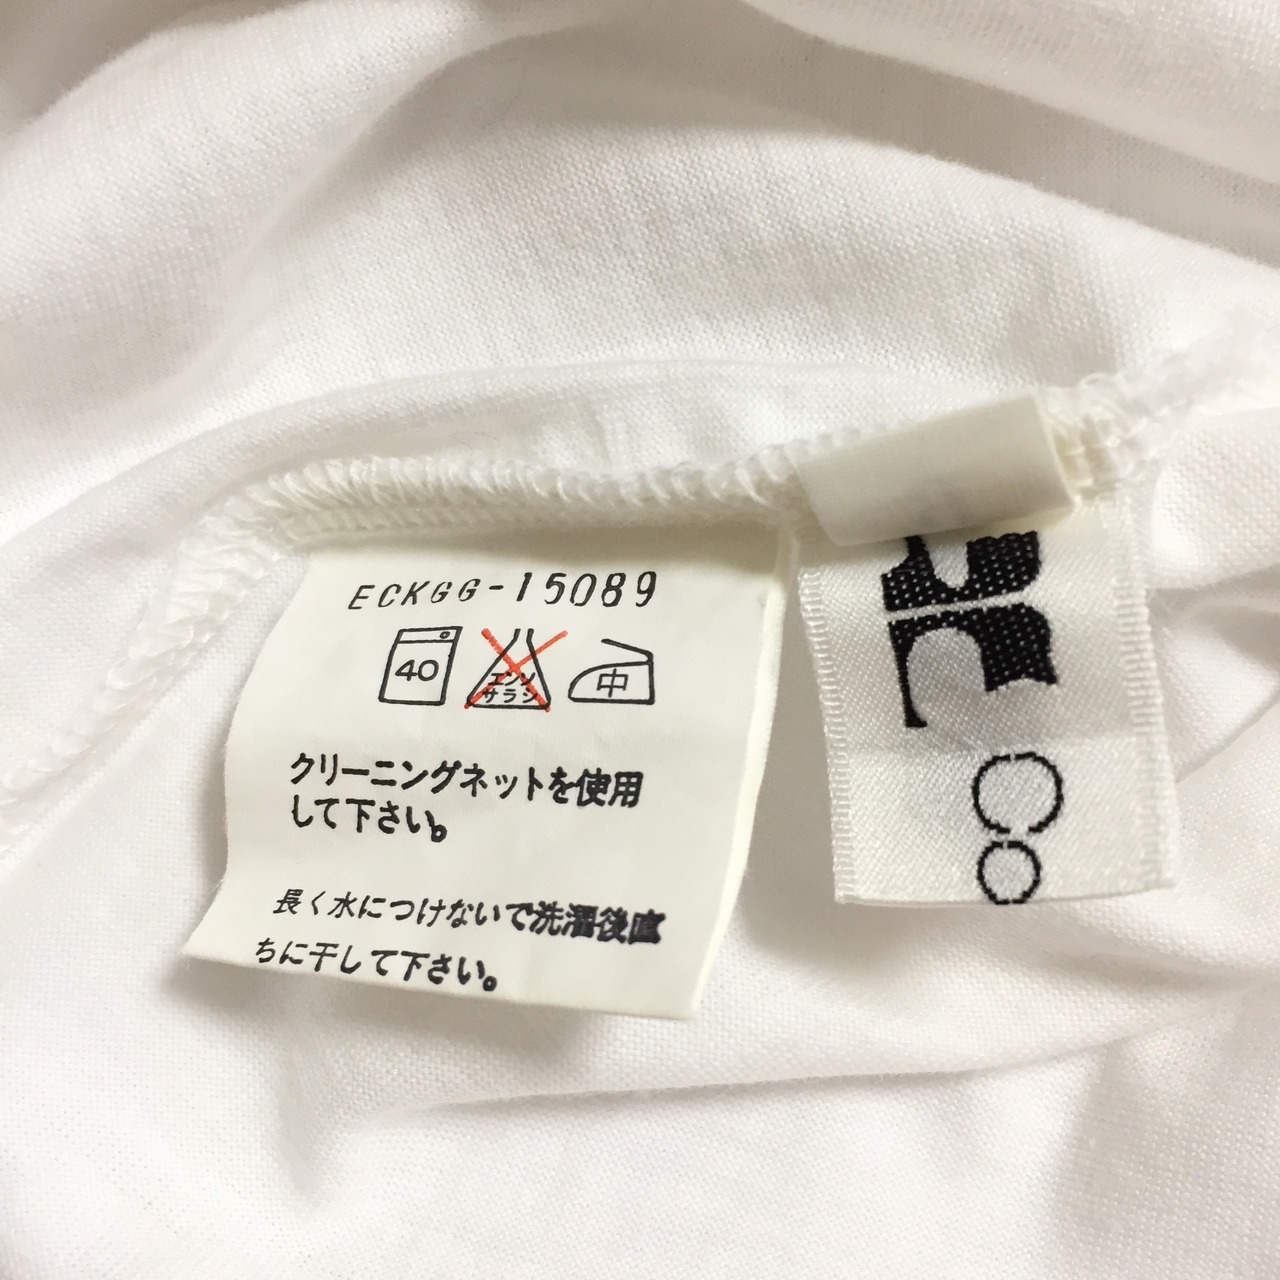 ECKGG-15089
40
エンソ
サラシ
中
クリーニングネットを使用
して下さい。
長く水につけないで洗濯後直
ちに干して下さい。